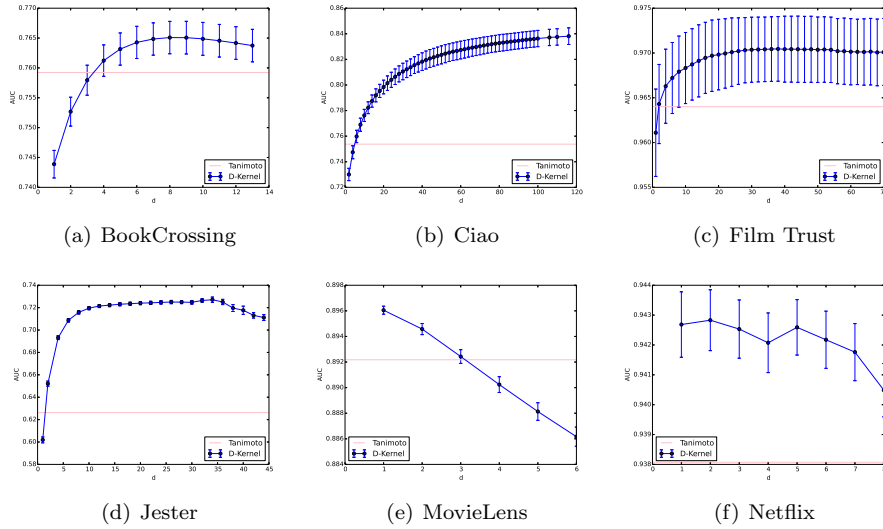 0.770
0.765
0.760
0.755
0.750
0.745
0.740
AUC
0 2 4 6 8 10 12 14
d
Tanimoto
D-Kernel
(a) BookCrossing
0.86
0.84
0.82
0.80
0.78
0.76
0.74
0.72
AUC
0 20 40 60 80 100 120
d
Tanimoto
D-Kernel
(b) Ciao
0.975
0.970
0.965
0.960
0.955
AUC
0 10 20 30 40 50 60 70
d
Tanimoto
D-Kernel
(c) Film Trust
0.74
0.72
0.70
0.68
0.66
0.64
0.62
0.60
0.58
AUC
0 5 10 15 20 25 30 35 40 45
d
Tanimoto
D-Kernel
(d) Jester
0.898
0.896
0.894
0.892
0.890
0.888
0.886
0.884
AUC
0 1 2 3 4 5 6
d
Tanimoto
D-Kernel
(e) MovieLens
0.944
0.943
0.942
0.941
0.940
0.939
0.938
AUC
0 1 2 3 4 5 6 7
d
Tanimoto
D-Kernel
(f) Netflix